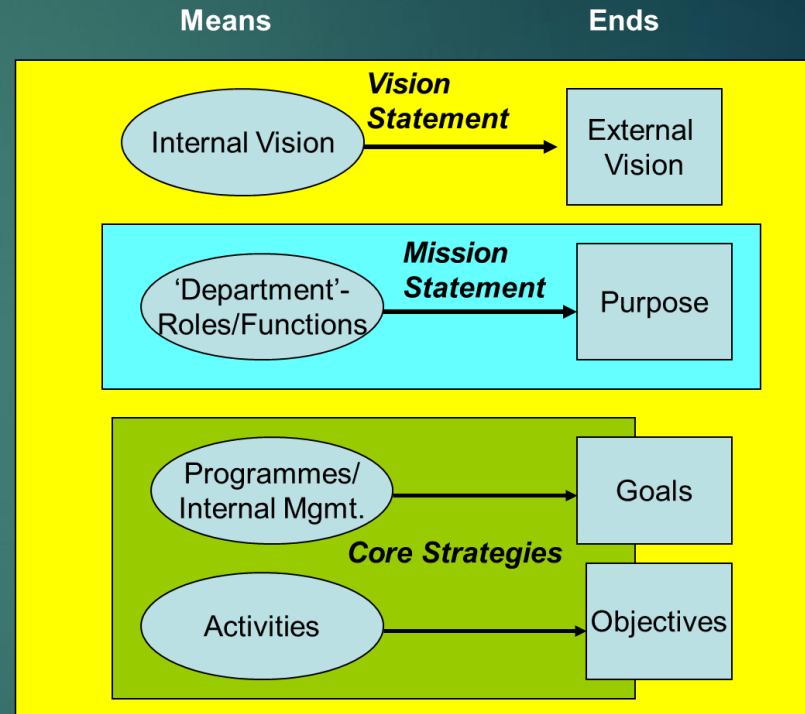 Means
Ends
Vision
Statement
Internal Vision
External
Vision
Mission
Statement
‘Department’-
Roles/Functions
Purpose
Programmes/
Internal Mgmt.
Goals
Core Strategies
Activities
Objectives